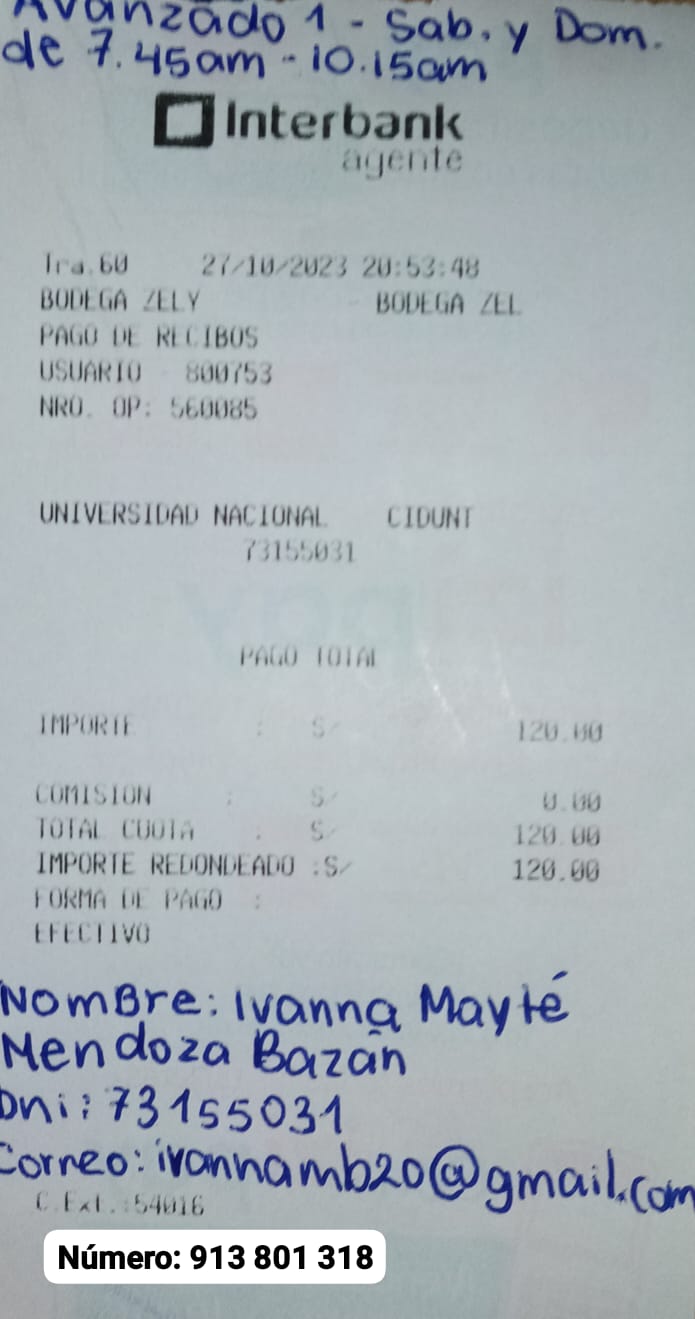 Avanzado 1 - Sab. y Dom.
de 7.45am - 10.15am
Interbank
agente
Tra.60 27/10/2023 20:53:48
BODEGA ZELY BODEGA ZEL
PAGO DE RECIBOS
USUARIO 800753
NRO. OP: 560085
UNIVERSIDAD NACIONAL CIDUNT
73155031
PAGO TOTAL
IMPORTE : S/ 120.00
COMISION : S/ 0.00
TOTAL CUOTA : S/ 120.00
IMPORTE REDONDEADO :S/ 120.00
FORMA DE PAGO :
EFECTIVO
Nombre: Ivanna Mayté
Mendoza Bazán
Dni: 73155031
Correo: ivannamb20@gmail.com
C.Ext.:54016
Número: 913 801 318